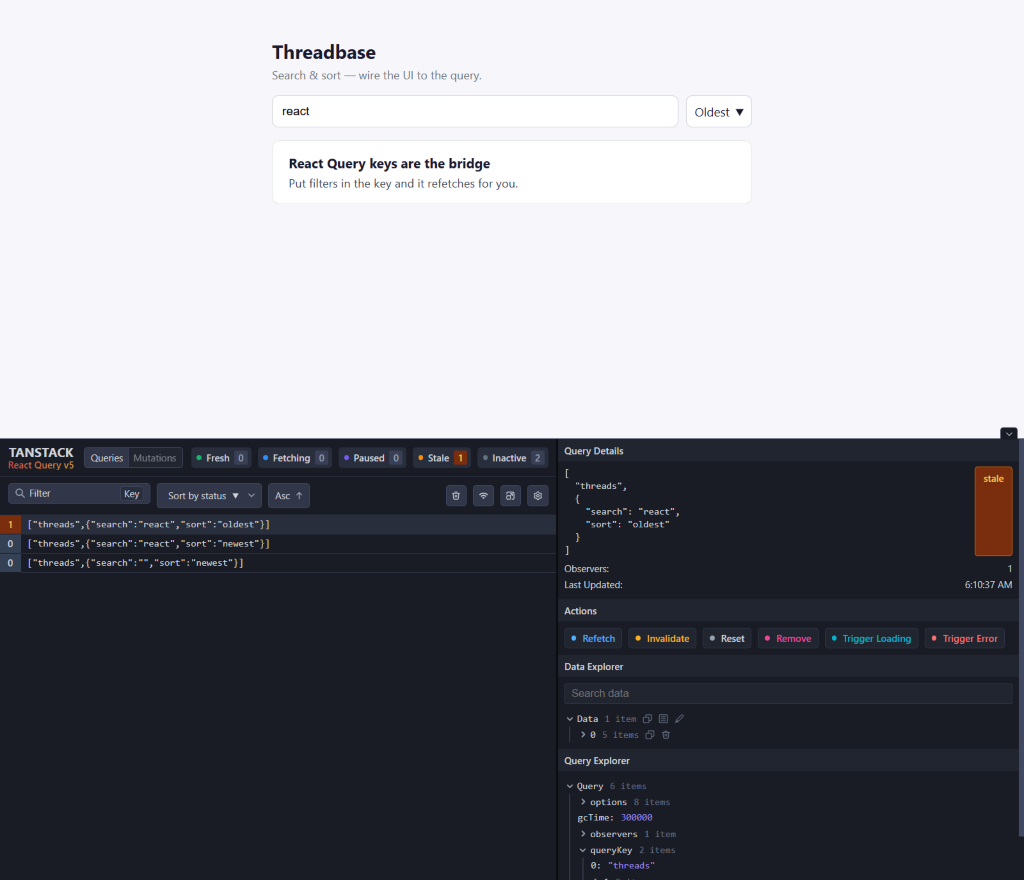 Threadbase
Search & sort — wire the UI to the query.
react
Oldest ▼
React Query keys are the bridge
Put filters in the key and it refetches for you.
TANSTACK
React Query v5
Queries Mutations Fresh 0 Fetching 0 Paused 0 Stale 1 Inactive 2
Filter Key Sort by status ▼ Asc ↑
1 ["threads",{"search":"react","sort":"oldest"}]
0 ["threads",{"search":"react","sort":"newest"}]
0 ["threads",{"search":"","sort":"newest"}]
Query Details
[
"threads",
{
"search": "react",
"sort": "oldest"
}
]
stale
Observers: 1
Last Updated: 6:10:37 AM
Actions
Refetch Invalidate Reset Remove Trigger Loading Trigger Error
Data Explorer
Search data
Data 1 item
0 5 items
Query Explorer
Query 6 items
options 8 items
gcTime: 300000
observers 1 item
queryKey 2 items
0: "threads"